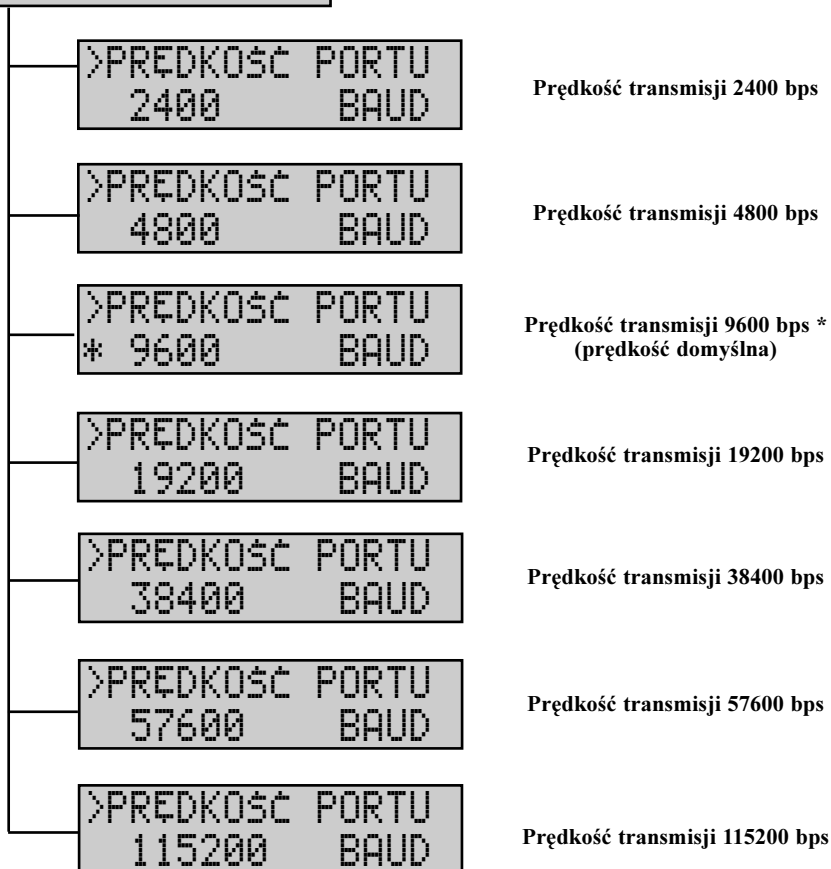 >PRĘDKOŚĆ PORTU
2400 BAUD
Prędkość transmisji 2400 bps
>PRĘDKOŚĆ PORTU
4800 BAUD
Prędkość transmisji 4800 bps
>PRĘDKOŚĆ PORTU
* 9600 BAUD
Prędkość transmisji 9600 bps *
(prędkość domyślna)
>PRĘDKOŚĆ PORTU
19200 BAUD
Prędkość transmisji 19200 bps
>PRĘDKOŚĆ PORTU
38400 BAUD
Prędkość transmisji 38400 bps
>PRĘDKOŚĆ PORTU
57600 BAUD
Prędkość transmisji 57600 bps
>PRĘDKOŚĆ PORTU
115200 BAUD
Prędkość transmisji 115200 bps